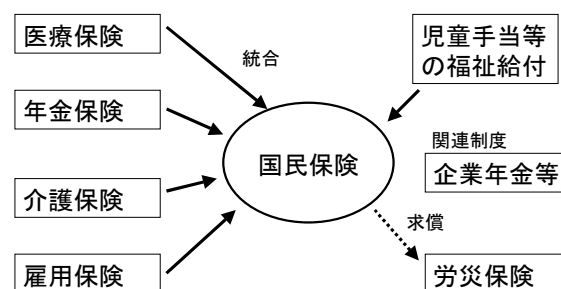 医療保険
統合
児童手当等
の福祉給付
年金保険
国民保険
関連制度
企業年金等
介護保険
求償
雇用保険
労災保険